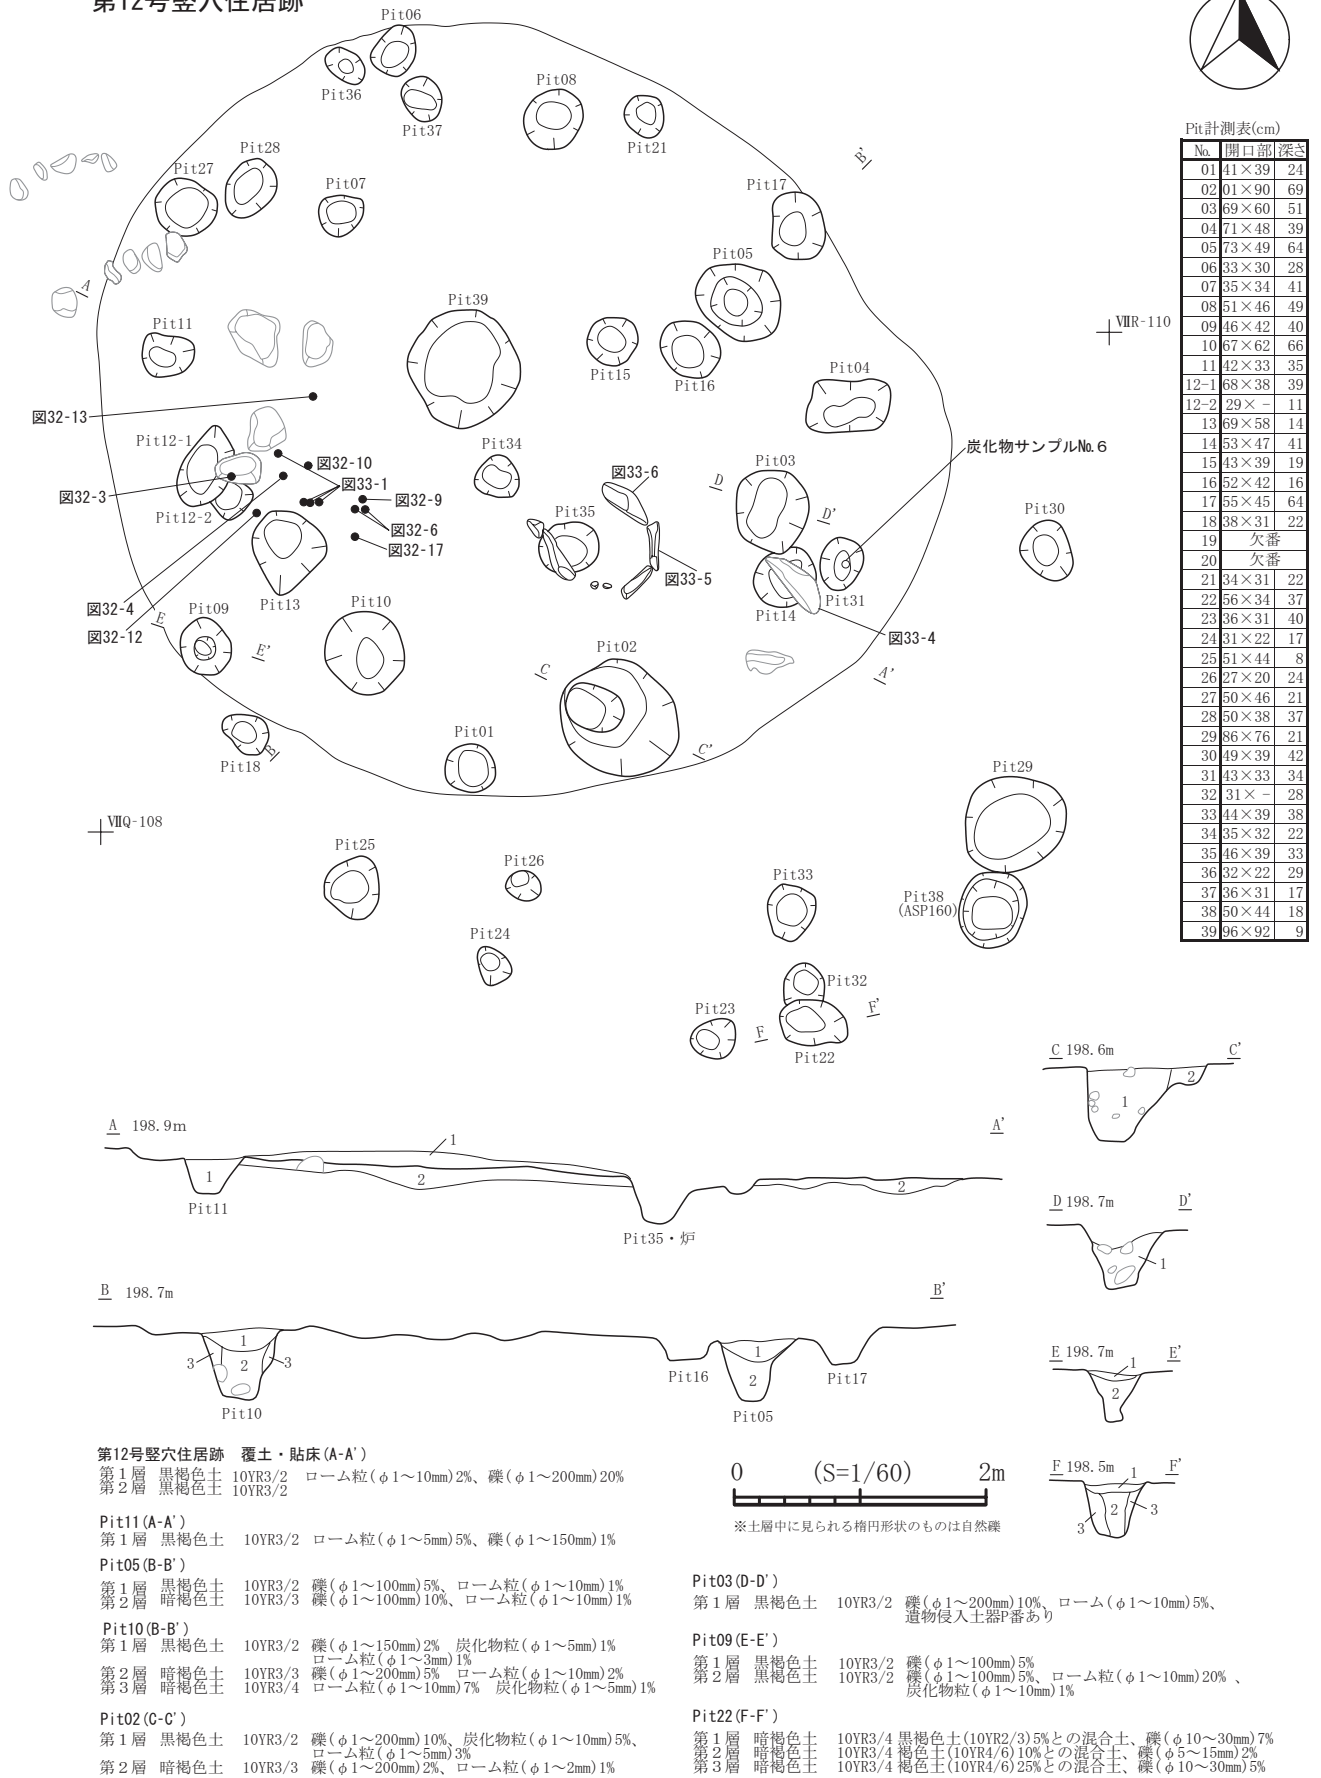 第12号竪穴住居跡
Pit06
Pit36
Pit37
Pit08
Pit21
Pit28
Pit27
Pit07
Pit17
B'
Pit05
A
Pit39
Pit11
Pit15
Pit16
Pit04
ⅦR-110
図32-13
Pit12-1
図32-10
図33-1
図32-3
図32-9
Pit12-2
図32-6
図32-17
Pit34
図33-6
Pit35
図33-5
D
Pit03
D'
炭化物サンプル№6
Pit30
Pit14
Pit31
図33-4
図32-4
図32-12
E
Pit09
E'
Pit13
Pit10
Pit02
C
C'
A'
Pit18
B
Pit01
ⅦQ-108
Pit25
Pit26
Pit24
Pit29
Pit33
Pit38
(ASP160)
Pit32
Pit23
F
F'
Pit22
Pit計測表(cm)
№ 開口部 深さ
01 41×39 24
02 01×90 69
03 69×60 51
04 71×48 39
05 73×49 64
06 33×30 28
07 35×34 41
08 51×46 49
09 46×42 40
10 67×62 66
11 42×33 35
12-1 68×38 39
12-2 29× - 11
13 69×58 14
14 53×47 41
15 43×39 19
16 52×42 16
17 55×45 64
18 38×31 22
19 欠番
20 欠番
21 34×31 22
22 56×34 37
23 36×31 40
24 31×22 17
25 51×44 8
26 27×20 24
27 50×46 21
28 50×38 37
29 86×76 21
30 49×39 42
31 43×33 34
32 31× - 28
33 44×39 38
34 35×32 22
35 46×39 33
36 32×22 29
37 36×31 17
38 50×44 18
39 96×92 9
A 198.9m A'
1
1
2
2
Pit11
Pit35・炉
B 198.7m B'
1
3 2 3
Pit10
Pit16
1
2
Pit05
Pit17
C 198.6m C'
1
2
D 198.7m D'
1
E 198.7m E'
1
2
F 198.5m F'
1
2
3
3
0 (S=1/60) 2m
※土層中に見られる楕円形状のものは自然礫
第12号竪穴住居跡 覆土・貼床(A-A')
第1層 黒褐色土 10YR3/2 ローム粒(φ1～10mm)2%、礫(φ1～200mm)20%
第2層 黒褐色土 10YR3/2
Pit11(A-A')
第1層 黒褐色土 10YR3/2 ローム粒(φ1～5mm)5%、礫(φ1～150mm)1%
Pit05(B-B')
第1層 黒褐色土 10YR3/2 礫(φ1～100mm)5%、ローム粒(φ1～10mm)1%
第2層 暗褐色土 10YR3/3 礫(φ1～100mm)10%、ローム粒(φ1～10mm)1%
Pit10(B-B')
第1層 黒褐色土 10YR3/2 礫(φ1～150mm)2% 炭化物粒(φ1～5mm)1%
ローム粒(φ1～3mm)1%
第2層 暗褐色土 10YR3/3 礫(φ1～200mm)5% ローム粒(φ1～10mm)2%
第3層 暗褐色土 10YR3/4 ローム粒(φ1～10mm)7% 炭化物粒(φ1～5mm)1%
Pit02(C-C')
第1層 黒褐色土 10YR3/2 礫(φ1～200mm)10%、炭化物粒(φ1～10mm)5%、
ローム粒(φ1～5mm)3%
第2層 暗褐色土 10YR3/3 礫(φ1～200mm)2%、ローム粒(φ1～2mm)1%
Pit03(D-D')
第1層 黒褐色土 10YR3/2 礫(φ1～200mm)10%、ローム(φ1～10mm)5%、
遺物侵入土器P番あり
Pit09(E-E')
第1層 黒褐色土 10YR3/2 礫(φ1～100mm)5%
第2層 黒褐色土 10YR3/2 礫(φ1～100mm)5%、ローム粒(φ1～10mm)20% 、
炭化物粒(φ1～10mm)1%
Pit22(F-F')
第1層 暗褐色土 10YR3/4 黒褐色土(10YR2/3)5%との混合土、礫(φ10～30mm)7%
第2層 暗褐色土 10YR3/4 褐色土(10YR4/6)10%との混合土、礫(φ5～15mm)2%
第3層 暗褐色土 10YR3/4 褐色土(10YR4/6)25%との混合土、礫(φ10～30mm)5%